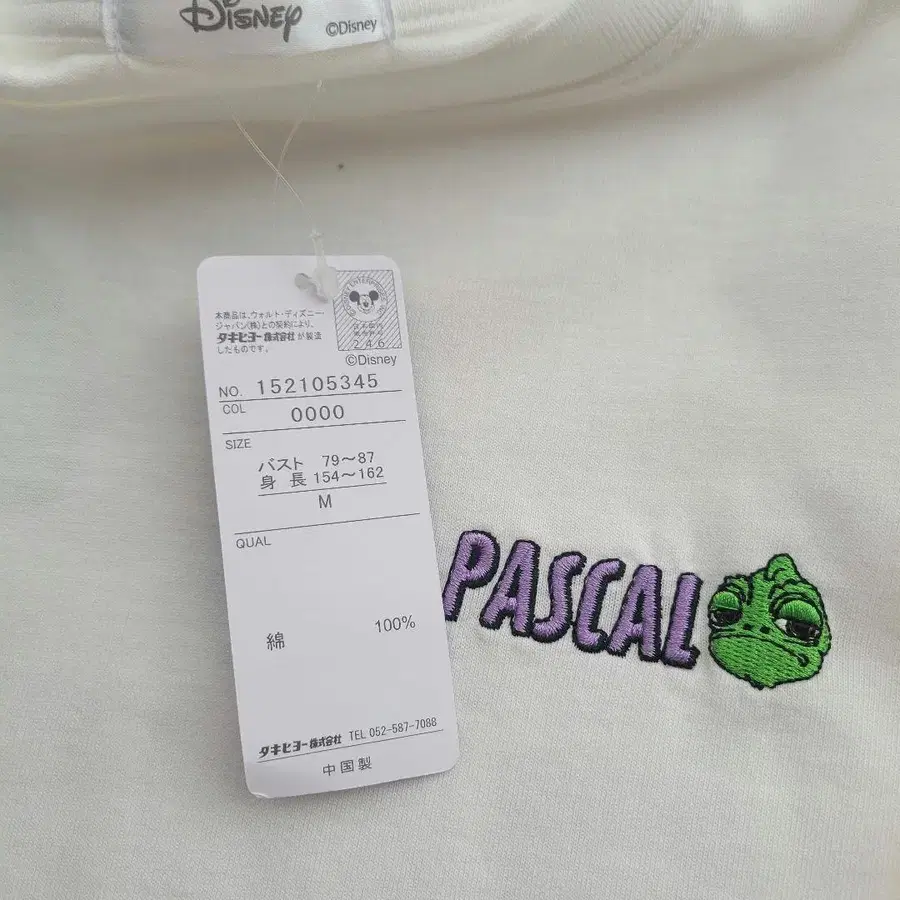 DISNEY
©Disney
本商品は、ウォルト・ディズニー・
ジャパン(株)との契約により、
タキヒヨー株式会社が製造
したものです。
246
©Disney
NO. 152105345
COL 0000
SIZE
バスト 79〜87
身長 154〜162
M
QUAL
綿 100%
タキヒヨー株式会社 TEL 052-587-7088
中国製
PASCAL